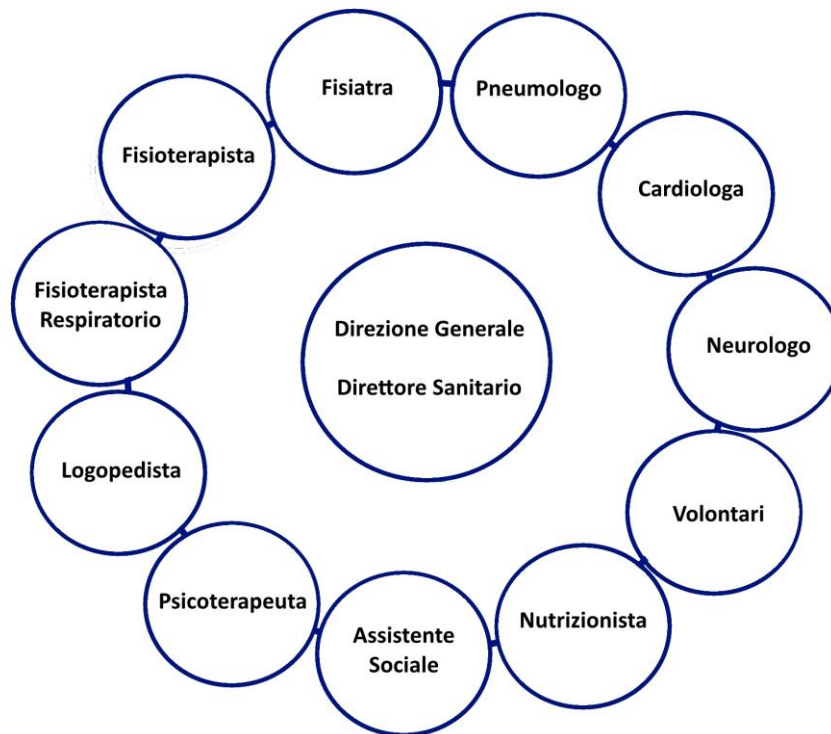 Fisiatra
Pneumologo
Fisioterapista
Cardiologa
Fisioterapista
Respiratorio
Direzione Generale
Neurologo
Direttore Sanitario
Logopedista
Volontari
Psicoterapeuta
Nutrizionista
Assistente
Sociale